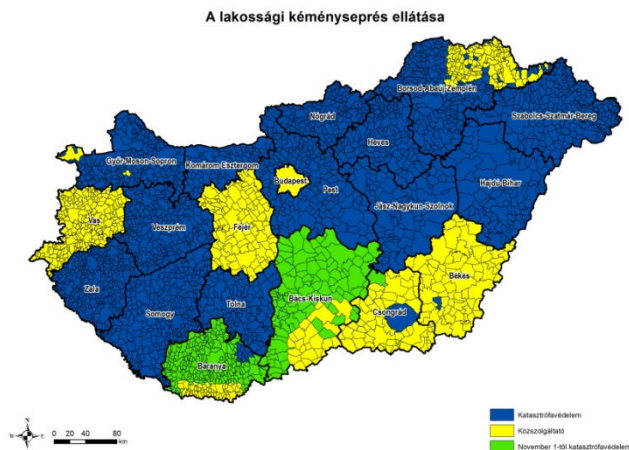 A lakossági kéményseprés ellátása
Borsod-Abaúj-Zemplén
Szabolcs-Szatmár-Bereg
Nógrád
Heves
Győr-Moson-Sopron
Komárom-Esztergom
Budapest
Pest
Hajdú-Bihar
Jász-Nagykun-Szolnok
Vas
Veszprém
Fejér
Békés
Zala
Somogy
Tolna
Bács-Kiskun
Csongrád
Baranya
N
W
E
S
0 20 40 80
km
Katasztrófavédelem
Közszolgáltató
November 1-től katasztrófavédelem